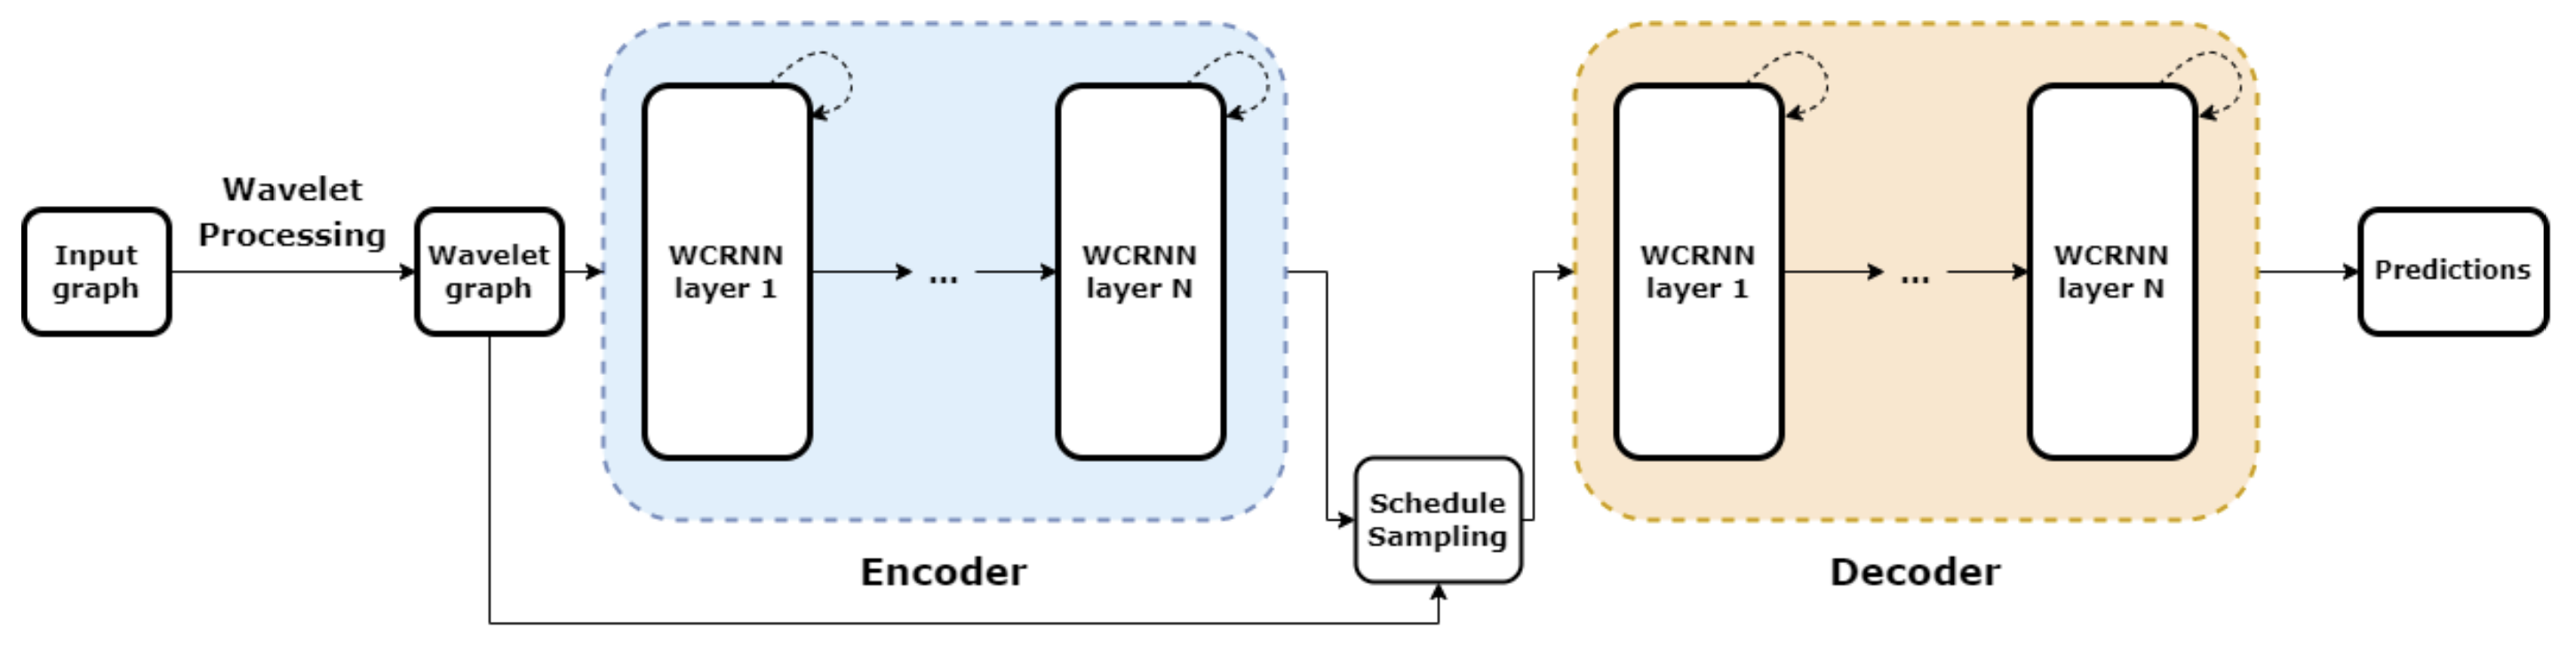 Input
graph
Wavelet
Processing
Wavelet
graph
WCRNN
layer 1
...
WCRNN
layer N
Encoder
Schedule
Sampling
WCRNN
layer 1
...
WCRNN
layer N
Decoder
Predictions